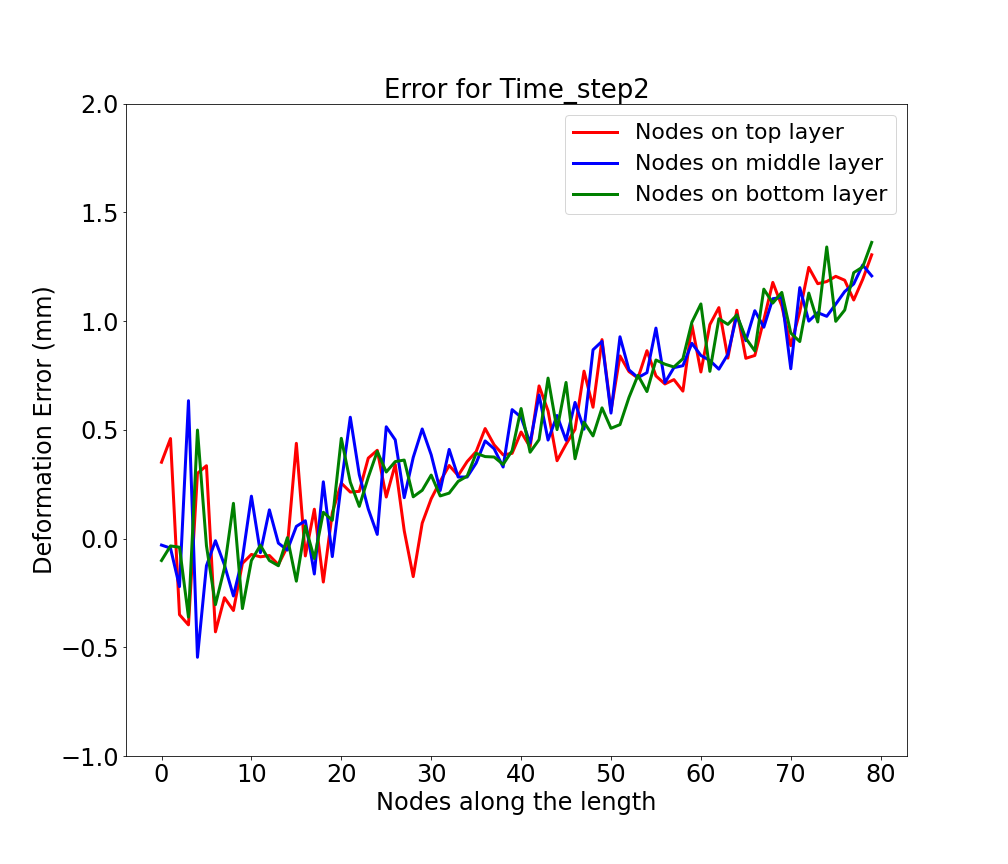 Error for Time_step2
2.0
1.5
1.0
0.5
0.0
−0.5
−1.0
Deformation Error (mm)
Nodes on top layer
Nodes on middle layer
Nodes on bottom layer
0 10 20 30 40 50 60 70 80
Nodes along the length